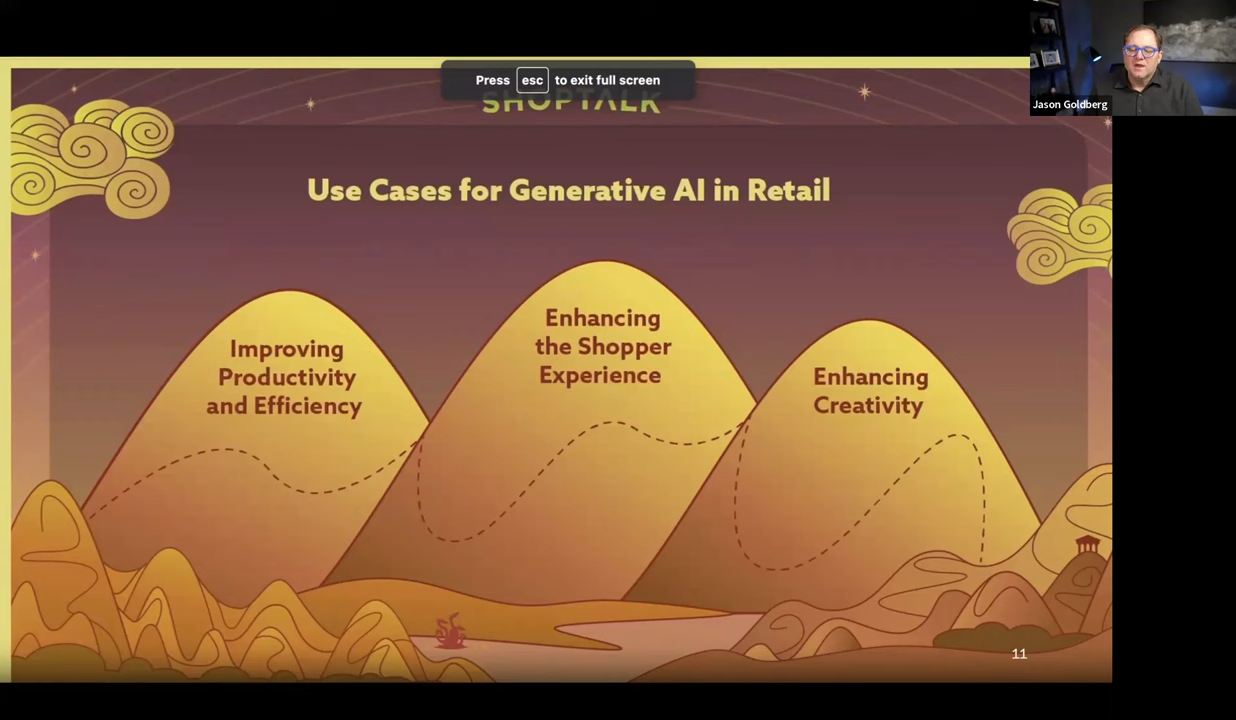 Press esc to exit full screen
SHOPTALK
Jason Goldberg
Use Cases for Generative AI in Retail
Improving
Productivity
and Efficiency
Enhancing
the Shopper
Experience
Enhancing
Creativity
11